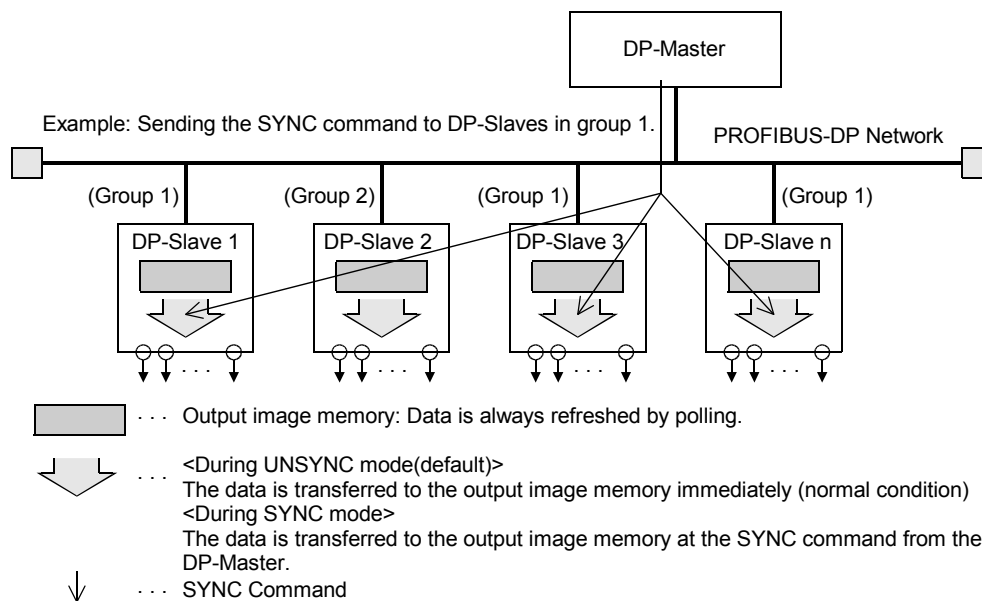 DP-Master
Example: Sending the SYNC command to DP-Slaves in group 1.
PROFIBUS-DP Network
(Group 1)
(Group 2)
(Group 1)
(Group 1)
DP-Slave 1
DP-Slave 2
DP-Slave 3
DP-Slave n
. . .
. . .
. . .
. . .
. . . Output image memory: Data is always refreshed by polling.
. . . <During UNSYNC mode(default)>
The data is transferred to the output image memory immediately (normal condition)
<During SYNC mode>
The data is transferred to the output image memory at the SYNC command from the
DP-Master.
. . . SYNC Command